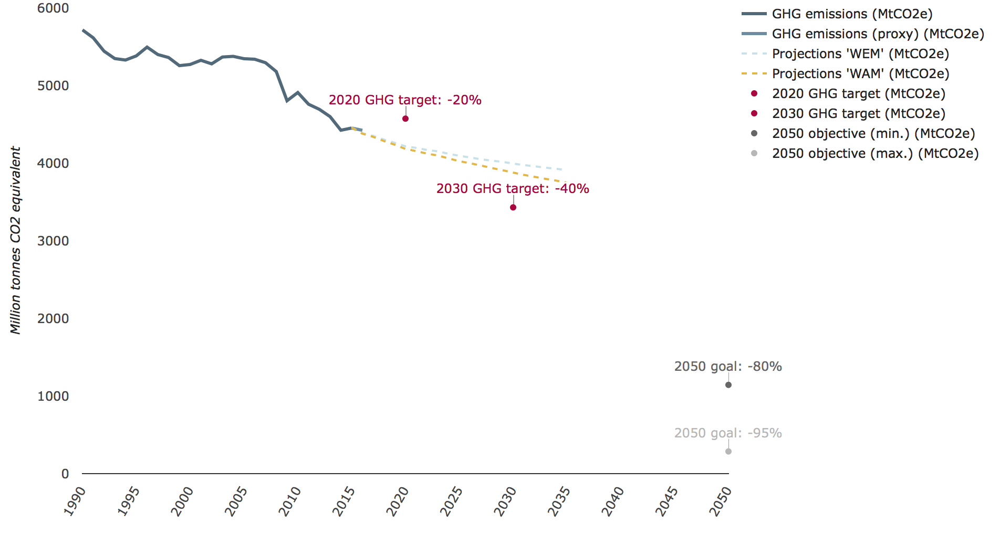 6000
5000
4000
3000
2000
1000
0
Million tonnes CO2 equivalent
1990
1995
2000
2005
2010
2015
2020
2025
2030
2035
2040
2045
2050
2020 GHG target: -20%
2030 GHG target: -40%
2050 goal: -80%
2050 goal: -95%
GHG emissions (MtCO2e)
GHG emissions (proxy) (MtCO2e)
Projections 'WEM' (MtCO2e)
Projections 'WAM' (MtCO2e)
2020 GHG target (MtCO2e)
2030 GHG target (MtCO2e)
2050 objective (min.) (MtCO2e)
2050 objective (max.) (MtCO2e)